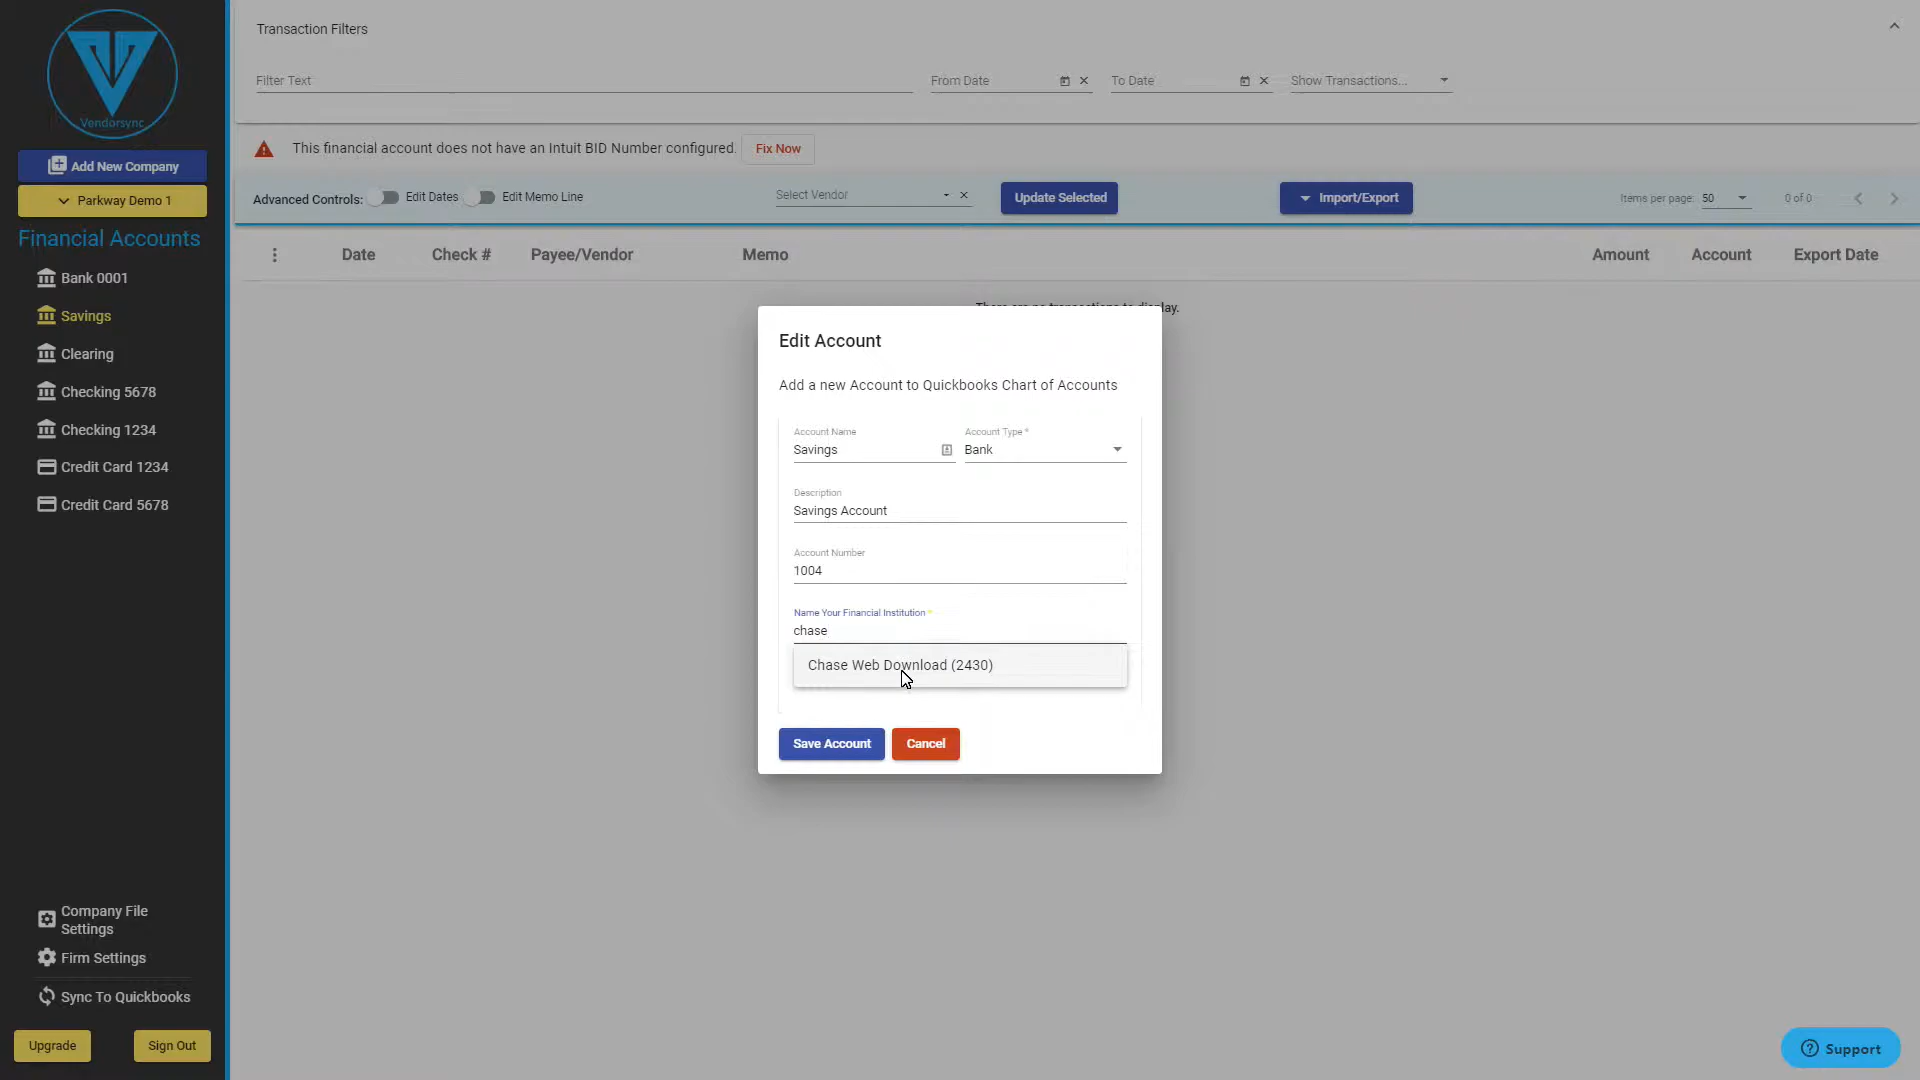 Transaction Filters
Filter Text
From Date
To Date
Show Transactions...
Vendorsync
Add New Company
Parkway Demo 1
Financial Accounts
Bank 0001
Savings
Clearing
Checking 5678
Checking 1234
Credit Card 1234
Credit Card 5678
Company File
Settings
Firm Settings
Sync To Quickbooks
Upgrade
Sign Out
This financial account does not have an Intuit BID Number configured.
Fix Now
Advanced Controls:
Edit Dates
Edit Memo Line
Select Vendor
Update Selected
Import/Export
Items per page: 50
0 of 0
Date
Check #
Payee/Vendor
Memo
Amount
Account
Export Date
There are no transactions to display.
Edit Account
Add a new Account to Quickbooks Chart of Accounts
Account Name
Savings
Account Type *
Bank
Description
Savings Account
Account Number
1004
Name Your Financial Institution *
chase
Chase Web Download (2430)
Save Account
Cancel
Support